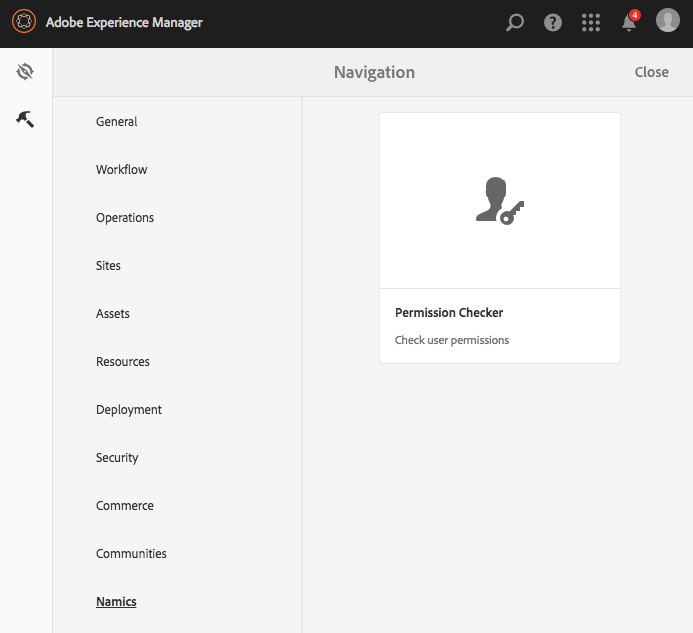 Adobe Experience Manager
4
Navigation
Close
General
Workflow
Operations
Sites
Assets
Resources
Deployment
Security
Commerce
Communities
Namics
Permission Checker
Check user permissions